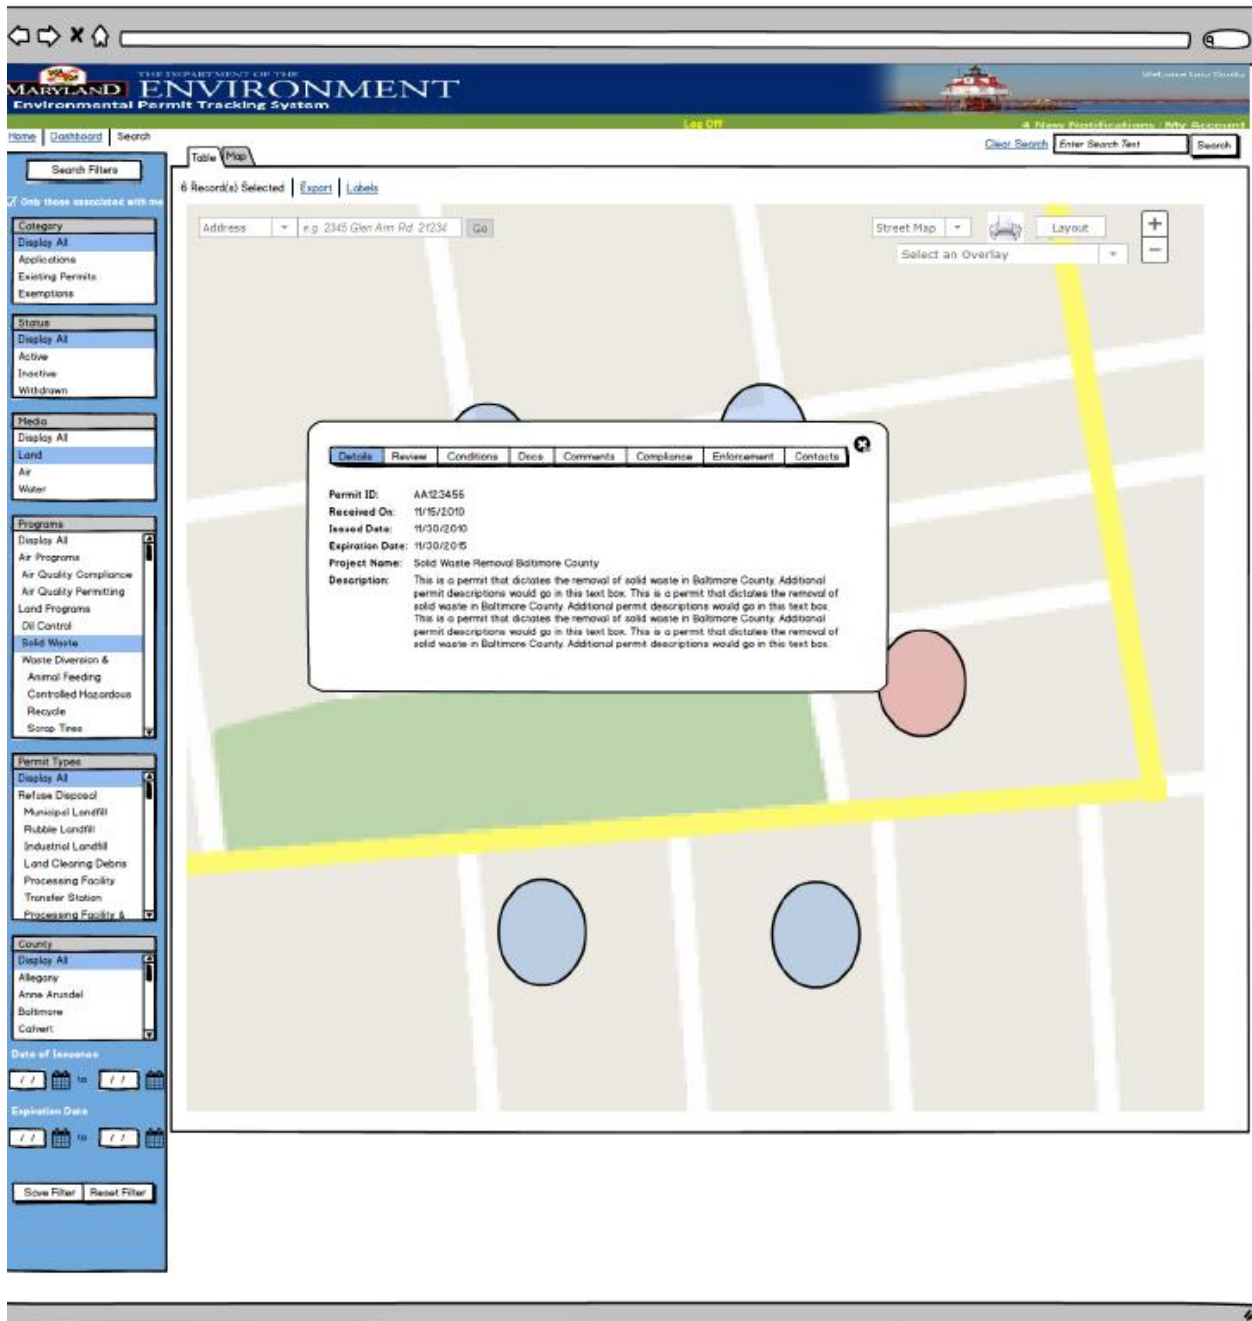 THE DEPARTMENT OF THE
MARYLAND ENVIRONMENT
Environmental Permit Tracking System
Welcome
Log Off
4 New Notifications My Account
Home Dashboard Search
Clear Search Enter Search Text Search
Table Map
Search Filters
6 Record(s) Selected Export Labels
Only those associated with me
Address e.g. 2345 Glen Arm Rd. 21234 Go
Street Map Layout + −
Select an Overlay
Category
Display All
Applications
Existing Permits
Exemptions
Status
Display All
Active
Inactive
Withdrawn
Media
Display All
Land
Air
Water
Programs
Display All
Air Programs
Air Quality Compliance
Air Quality Permitting
Land Programs
Oil Control
Solid Waste
Waste Diversion &
Animal Feeding
Controlled Hazardous
Recycle
Scrap Tires
Permit Types
Display All
Refuse Disposal
Municipal Landfill
Rubble Landfill
Industrial Landfill
Land Clearing Debris
Processing Facility
Transfer Station
Processing Facility &
County
Display All
Allegany
Anne Arundel
Baltimore
Calvert
Date of Issuance
/ / to / /
Expiration Date
/ / to / /
Save Filter Reset Filter
Details Review Conditions Docs Comments Compliance Enforcement Contacts
Permit ID: AA123456
Received On: 11/15/2010
Issued Date: 11/30/2010
Expiration Date: 11/30/2015
Project Name: Solid Waste Removal Baltimore County
Description: This is a permit that dictates the removal of solid waste in Baltimore County. Additional
permit descriptions would go in this text box. This is a permit that dictates the removal of
solid waste in Baltimore County. Additional permit descriptions would go in this text box.
This is a permit that dictates the removal of solid waste in Baltimore County. Additional
permit descriptions would go in this text box. This is a permit that dictates the removal of
solid waste in Baltimore County. Additional permit descriptions would go in this text box.